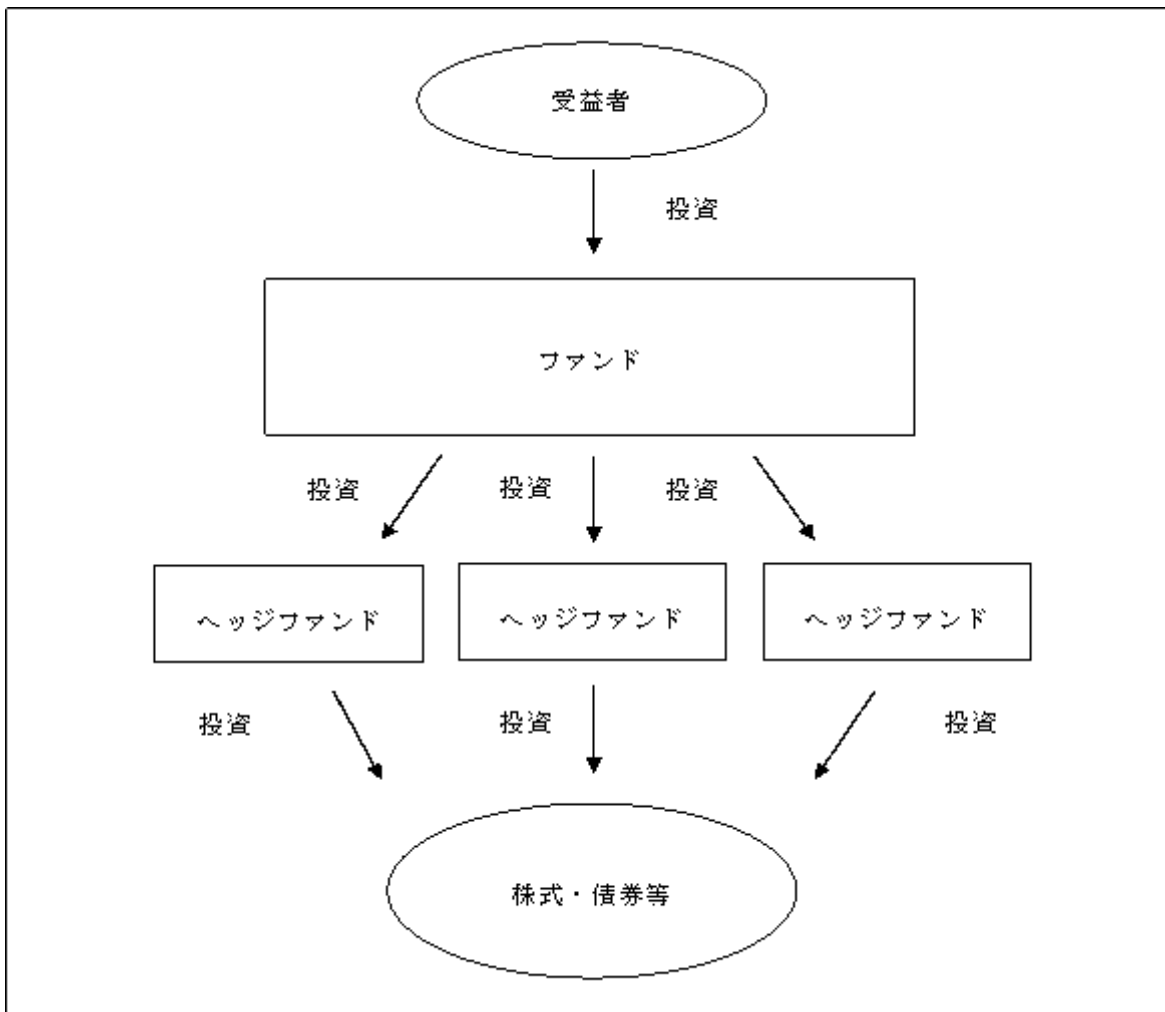 受益者
投資
ファンド
投資 投資 投資
ヘッジファンド ヘッジファンド ヘッジファンド
投資 投資 投資
株式・債券等